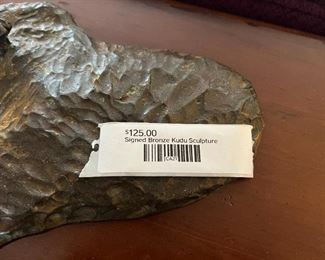 $125.00
Signed Bronze Kudu Sculpture